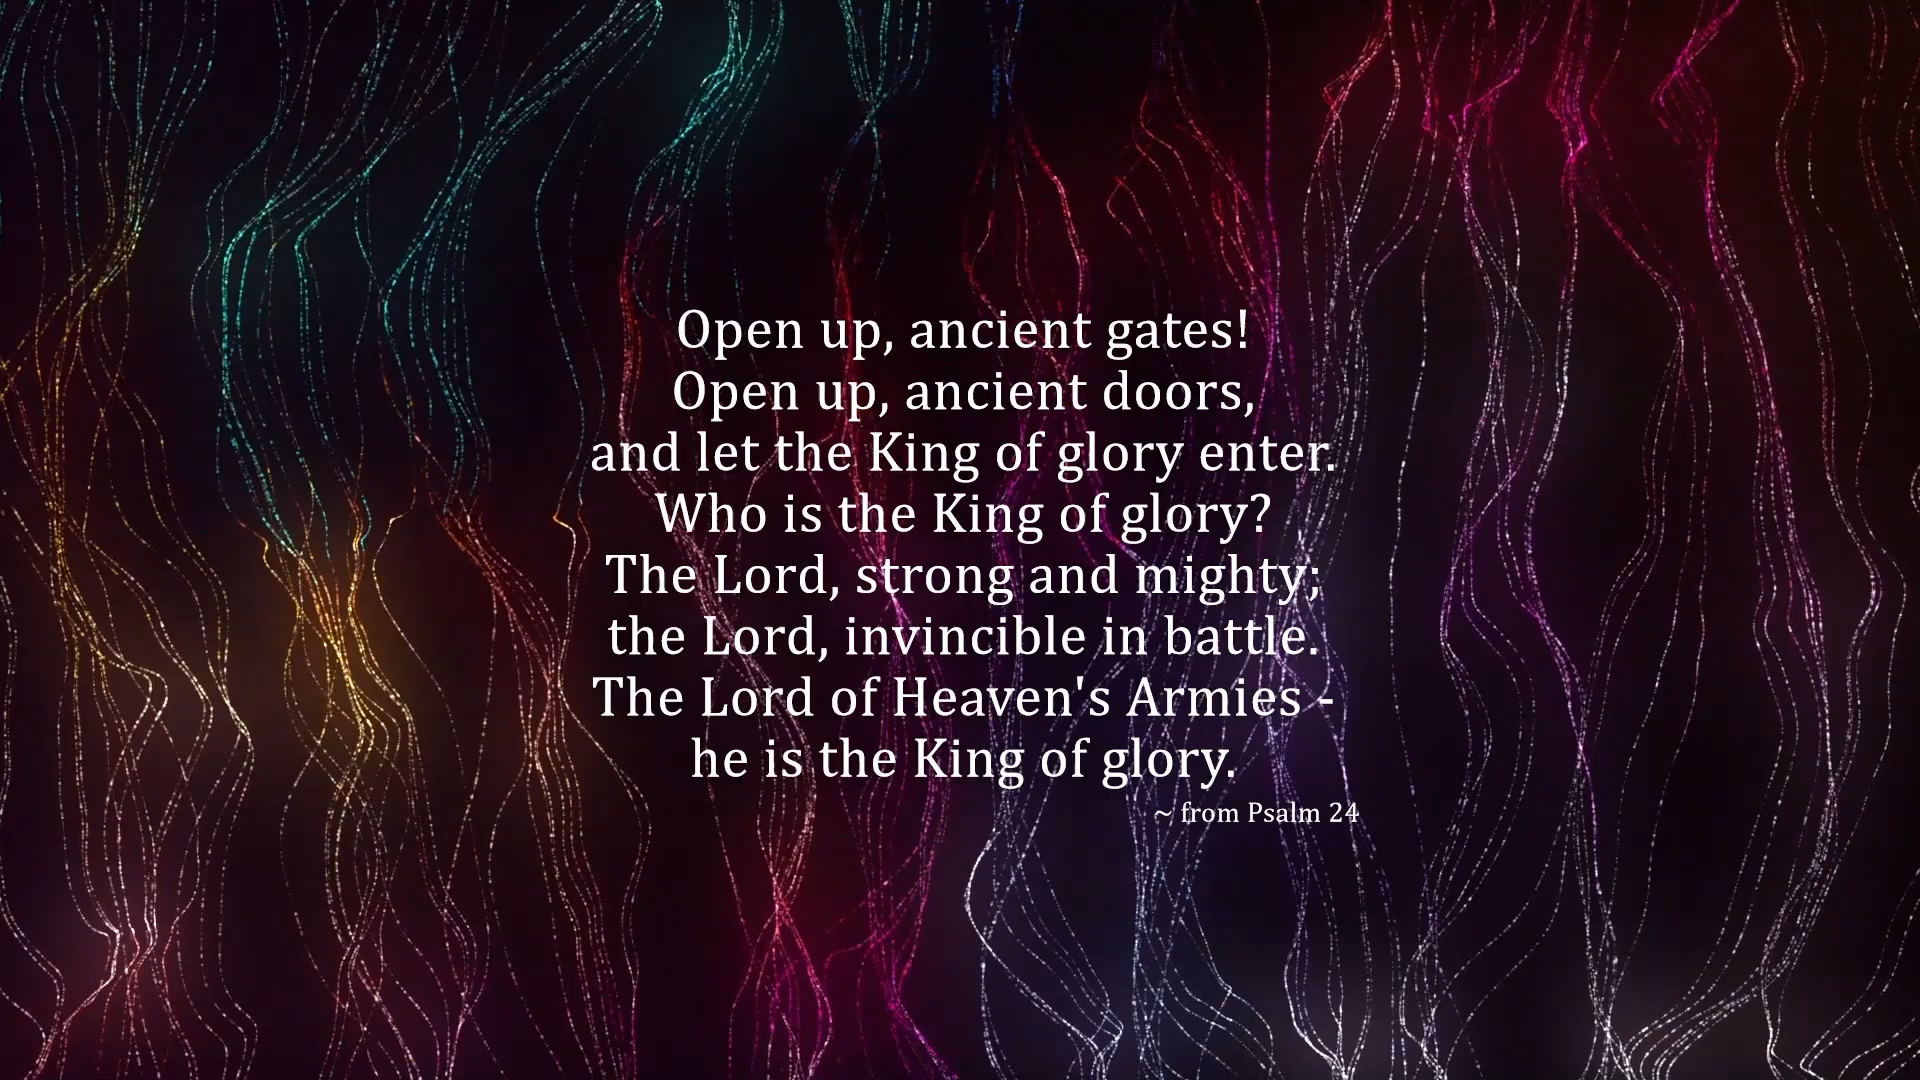 Open up, ancient gates!
Open up, ancient doors,
and let the King of glory enter.
Who is the King of glory?
The Lord, strong and mighty;
the Lord, invincible in battle.
The Lord of Heaven's Armies -
he is the King of glory.
~ from Psalm 24